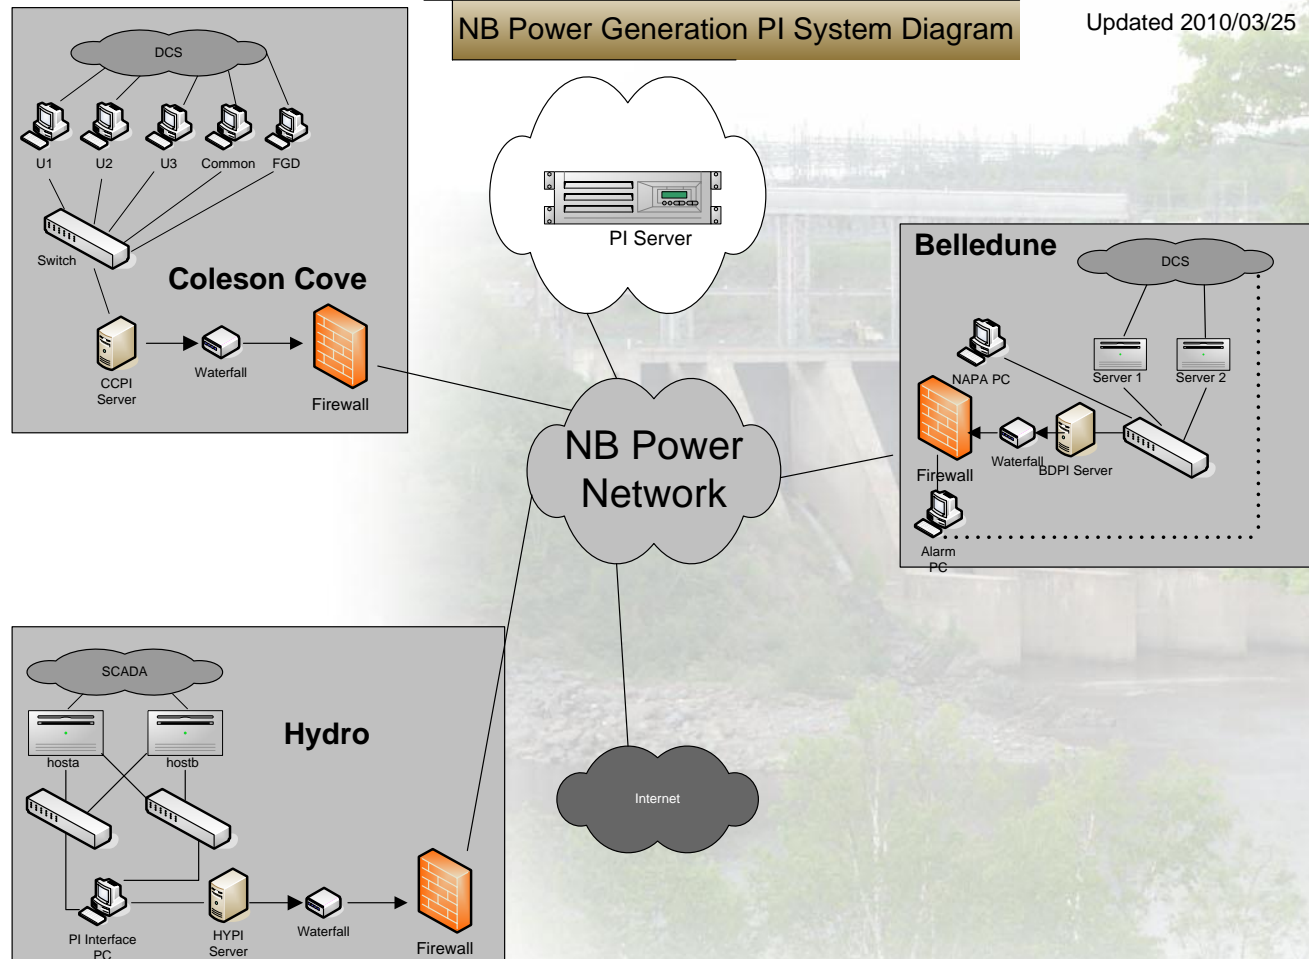 NB Power Generation PI System Diagram
Updated 2010/03/25
DCS
U1
U2
U3
Common
FGD
Switch
Coleson Cove
CCPI
Server
Waterfall
Firewall
PI Server
NB Power
Network
Belledune
DCS
NAPA PC
Server 1
Server 2
Firewall
Waterfall
BDPI Server
Alarm
PC
SCADA
hosta
hostb
Hydro
PI Interface
PC
HYPI
Server
Waterfall
Firewall
Internet